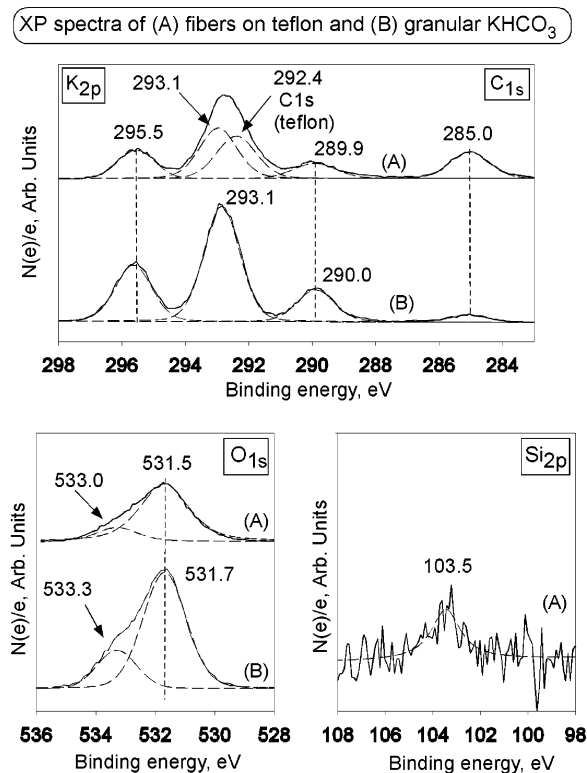 XP spectra of (A) fibers on teflon and (B) granular KHCO3
K2p
293.1
292.4
C1s
(teflon)
C1s
295.5
289.9
285.0
(A)
293.1
290.0
(B)
N(e)/e, Arb. Units
298 296 294 292 290 288 286 284
Binding energy, eV
O1s
533.0
531.5
(A)
533.3
531.7
(B)
N(e)/e, Arb. Units
536 534 532 530 528
Binding energy, eV
Si2p
103.5
(A)
N(e)/e, Arb. Units
108 106 104 102 100 98
Binding energy, eV